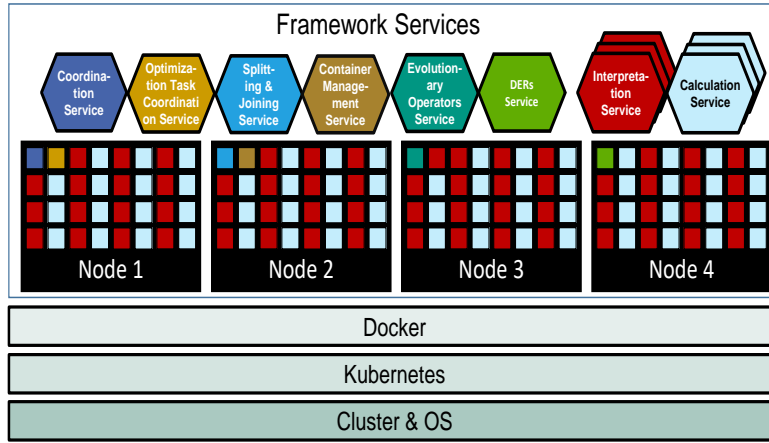 Framework Services
Coordina-
tion
Service
Optimiza-
tion Task
Coordinati
on Service
Splitt-
ing &
Joining
Service
Container
Manage-
ment
Service
Evolution-
ary
Operators
Service
DERs
Service
Interpreta-
tion
Service
Calculation
Service
Node 1
Node 2
Node 3
Node 4
Docker
Kubernetes
Cluster & OS